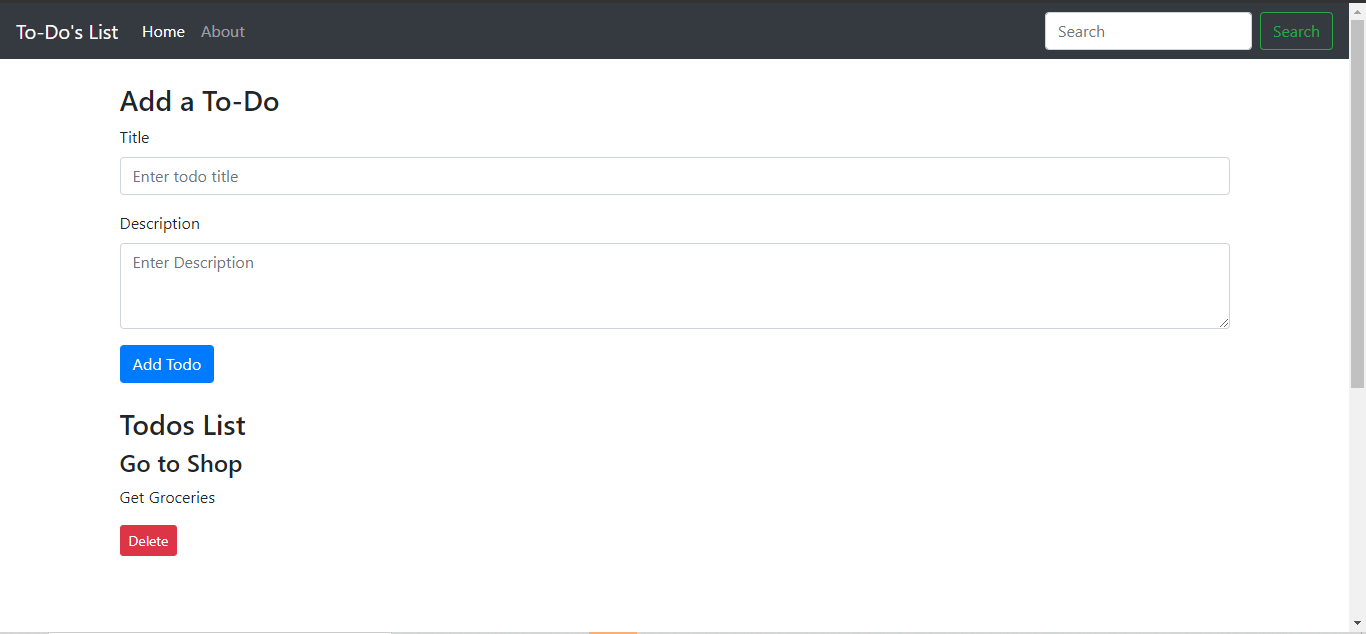 To-Do's List Home About Search Search
Add a To-Do
Title
Enter todo title
Description
Enter Description
Add Todo
Todos List
Go to Shop
Get Groceries
Delete